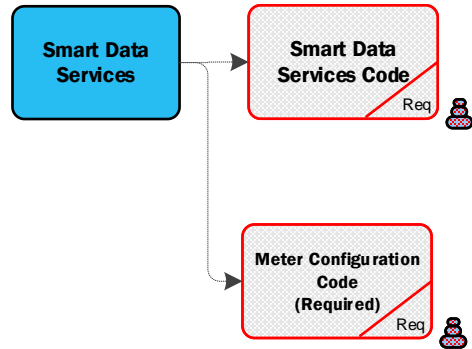 Smart Data
Services
Smart Data
Services Code
Req
Meter Configuration
Code
(Required)
Req